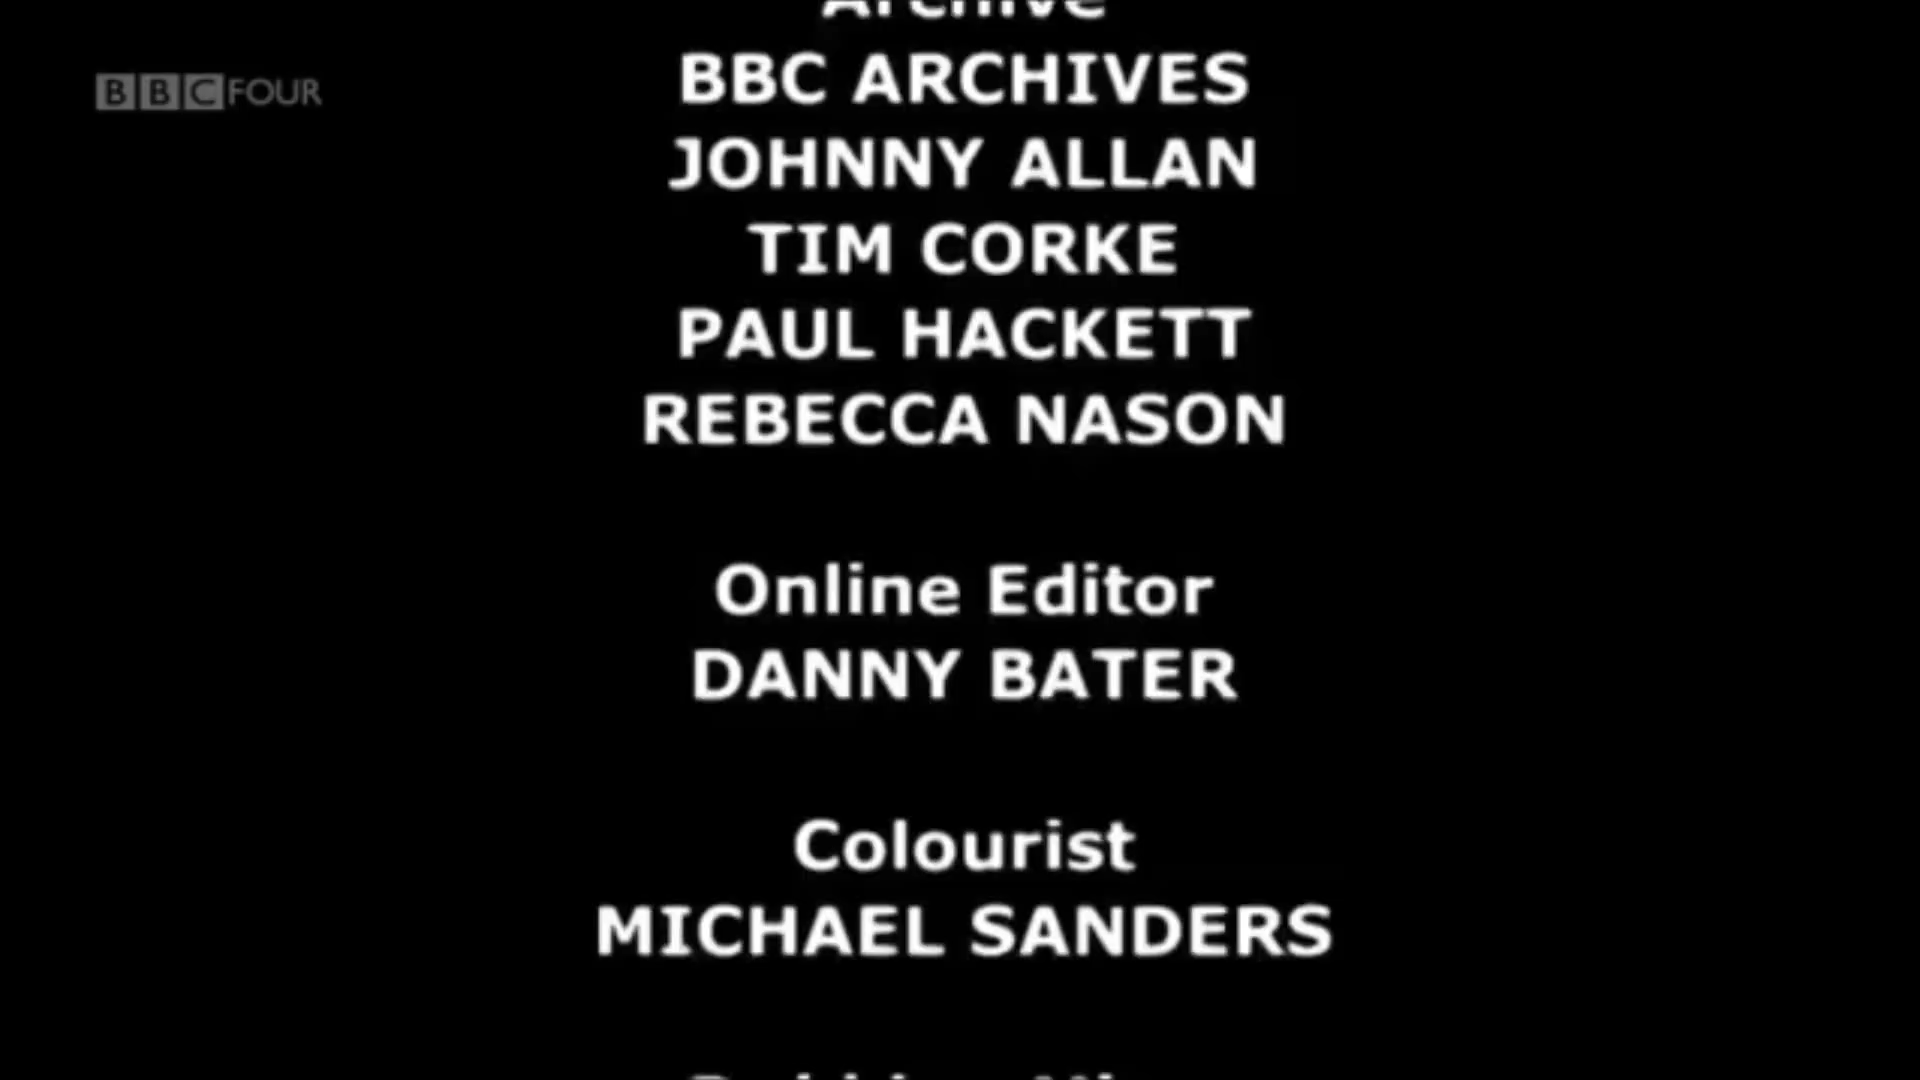 Archive
BBC FOUR
BBC ARCHIVES
JOHNNY ALLAN
TIM CORKE
PAUL HACKETT
REBECCA NASON
Online Editor
DANNY BATER
Colourist
MICHAEL SANDERS